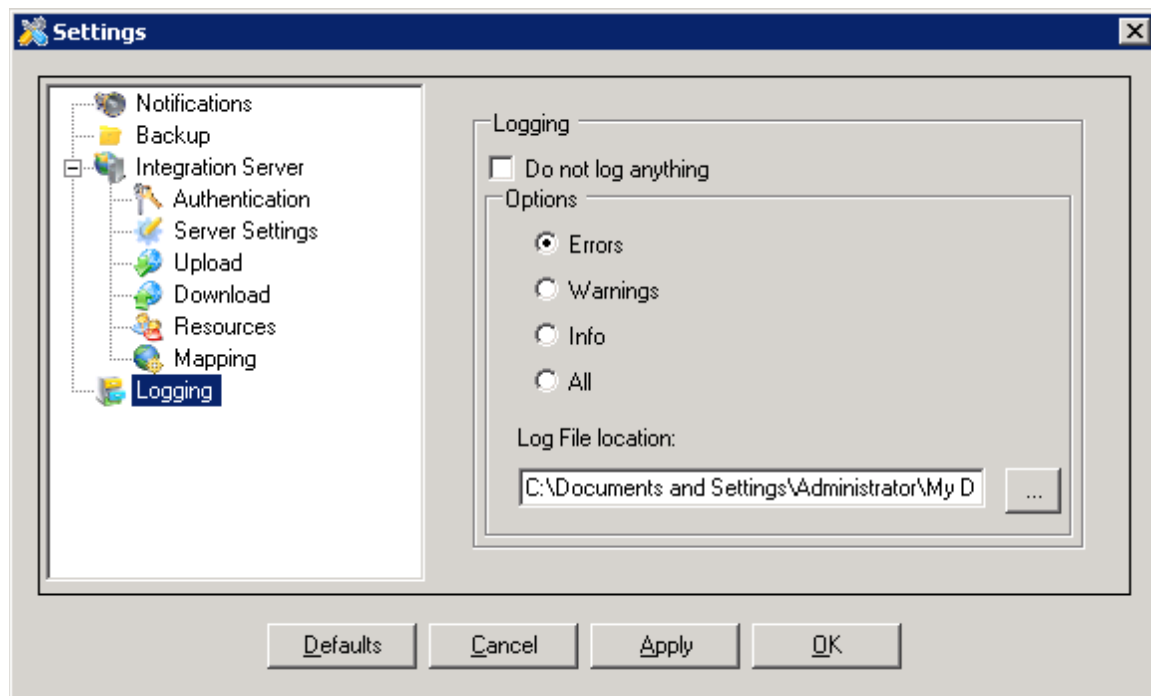 Settings
Notifications
Backup
Integration Server
Authentication
Server Settings
Upload
Download
Resources
Mapping
Logging
Logging
Do not log anything
Options
Errors
Warnings
Info
All
Log File location:
C:\Documents and Settings\Administrator\My D
...
Defaults
Cancel
Apply
OK